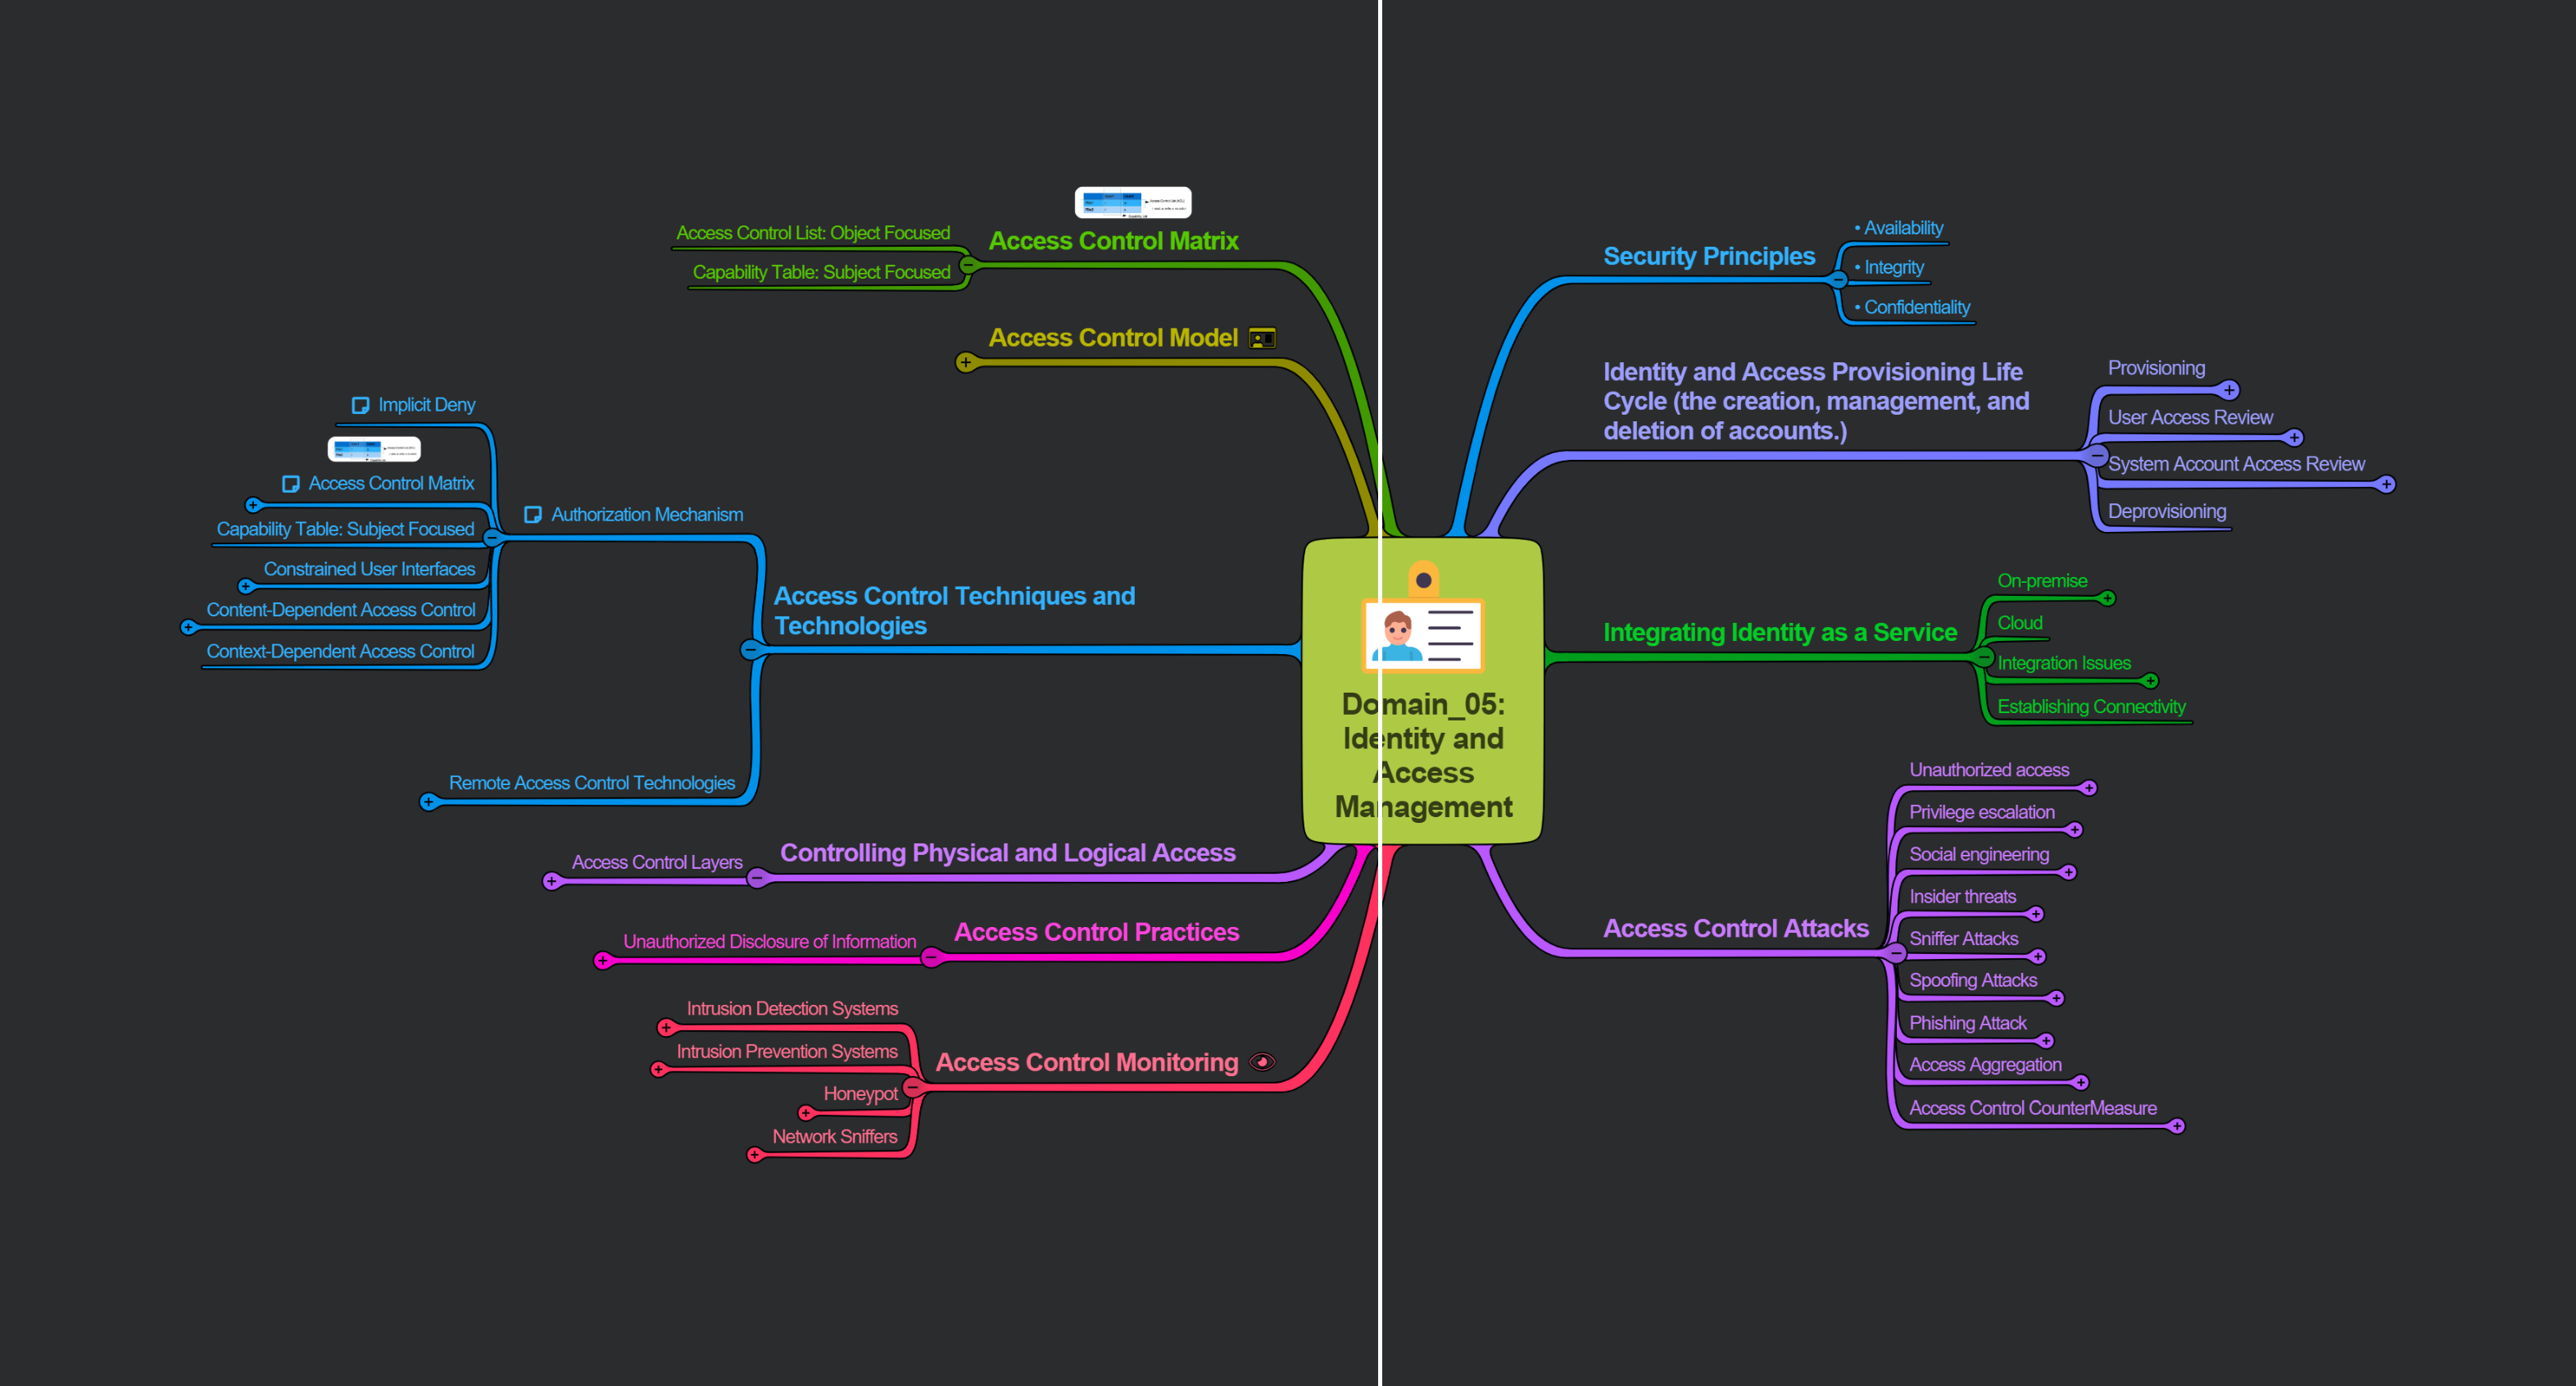 Access Control List: Object Focused
Capability Table: Subject Focused
Access Control Matrix
Access Control Model
Implicit Deny
Access Control Matrix
Capability Table: Subject Focused
Constrained User Interfaces
Content-Dependent Access Control
Context-Dependent Access Control
Authorization Mechanism
Access Control Techniques and
Technologies
Remote Access Control Technologies
Access Control Layers
Controlling Physical and Logical Access
Unauthorized Disclosure of Information
Access Control Practices
Intrusion Detection Systems
Intrusion Prevention Systems
Honeypot
Network Sniffers
Access Control Monitoring
Domain_05:
Identity and
Access
Management
Security Principles
• Availability
• Integrity
• Confidentiality
Identity and Access Provisioning Life
Cycle (the creation, management, and
deletion of accounts.)
Provisioning
User Access Review
System Account Access Review
Deprovisioning
Integrating Identity as a Service
On-premise
Cloud
Integration Issues
Establishing Connectivity
Access Control Attacks
Unauthorized access
Privilege escalation
Social engineering
Insider threats
Sniffer Attacks
Spoofing Attacks
Phishing Attack
Access Aggregation
Access Control CounterMeasure